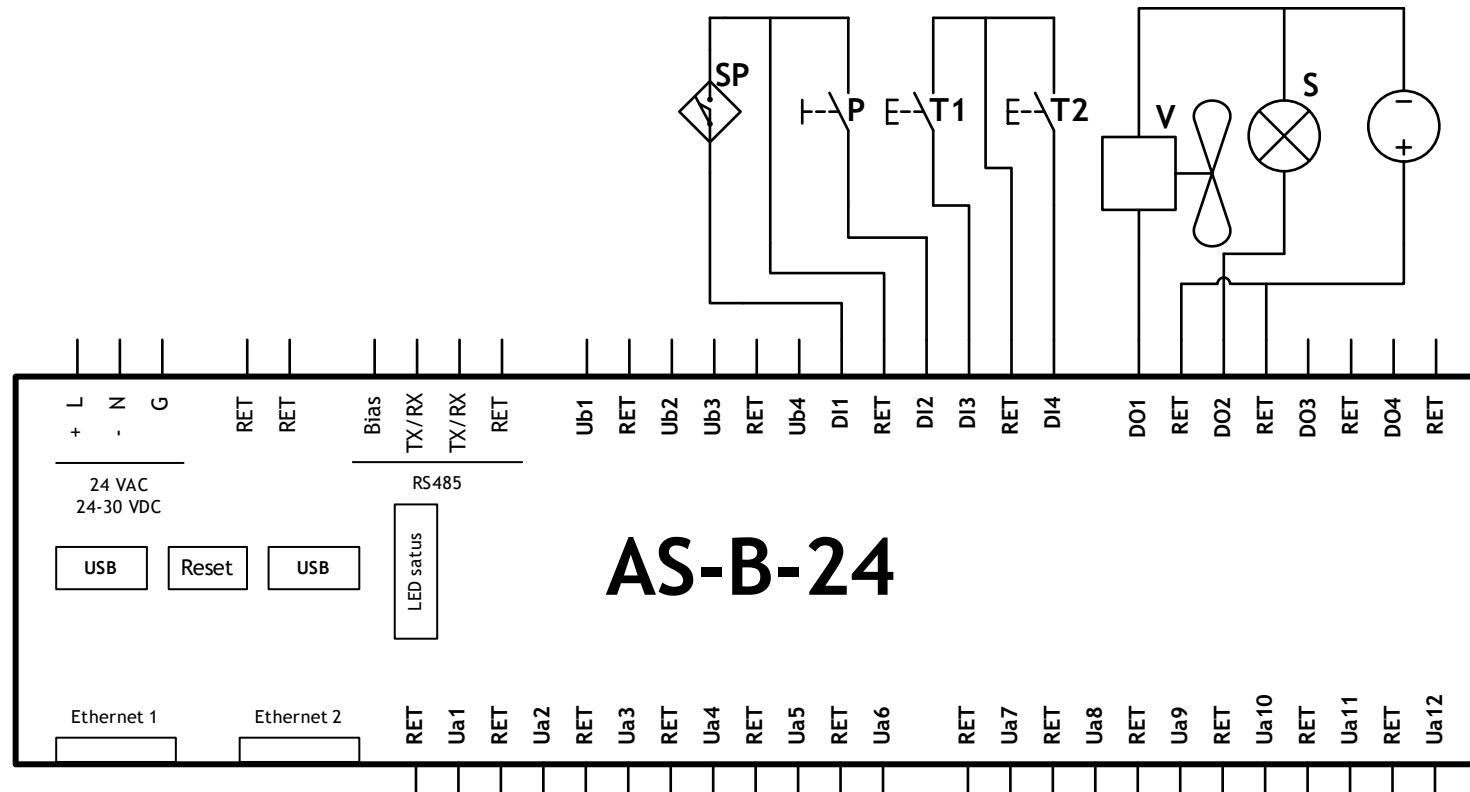 SP
P
T1
T2
V
S
−
+
L
N
G
+
-
RET
RET
Bias
TX/RX
TX/RX
RET
Ub1
RET
Ub2
Ub3
RET
Ub4
DI1
RET
DI2
DI3
RET
DI4
DO1
RET
DO2
RET
DO3
RET
DO4
RET
24 VAC
24-30 VDC
RS485
USB
Reset
USB
LED satus
AS-B-24
Ethernet 1
Ethernet 2
RET
Ua1
RET
Ua2
RET
Ua3
RET
Ua4
RET
Ua5
RET
Ua6
RET
Ua7
RET
Ua8
RET
Ua9
RET
Ua10
RET
Ua11
RET
Ua12